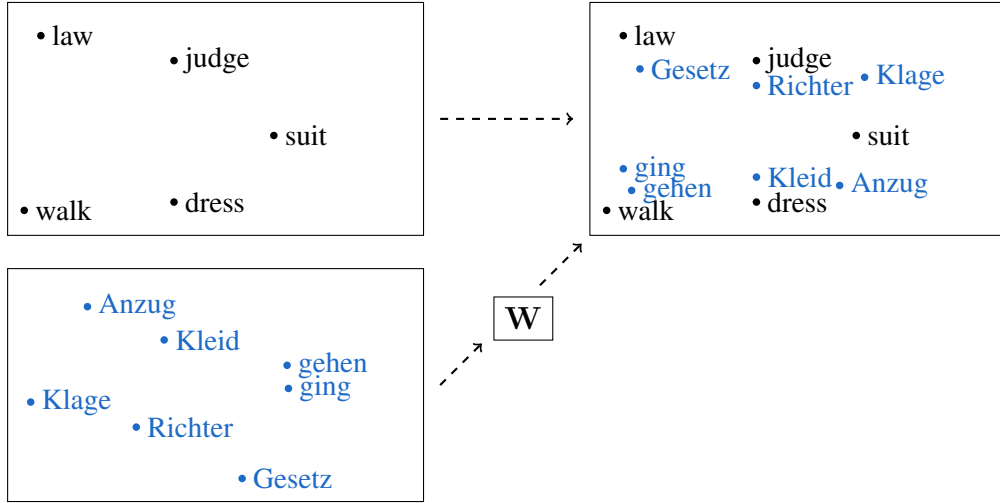 law
judge
suit
walk
dress
law
judge
Gesetz
Richter
Klage
suit
ging
gehen
Kleid
Anzug
walk
dress
Anzug
Kleid
gehen
ging
Klage
Richter
Gesetz
W